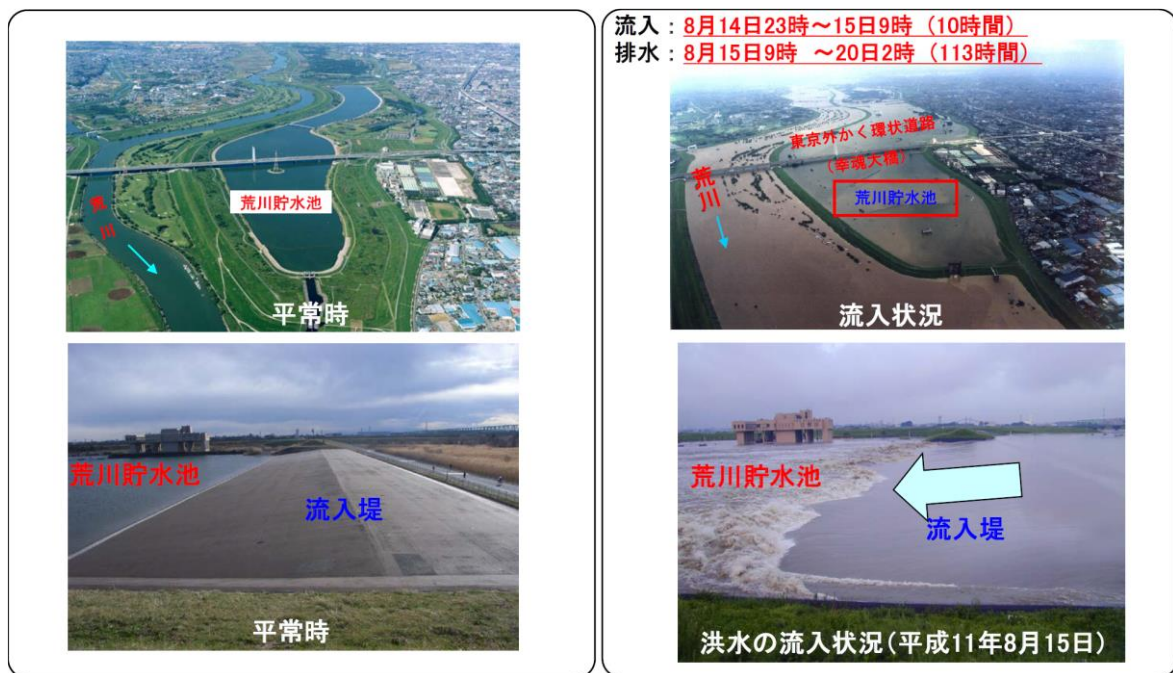 荒川貯水池
荒川
平常時
荒川貯水池
流入堤
平常時
流入：8月14日23時～15日9時（10時間）
排水：8月15日9時　～20日2時（113時間）
東京外かく環状道路
（幸魂大橋）
荒川
荒川貯水池
流入状況
荒川貯水池
流入堤
洪水の流入状況（平成11年8月15日）